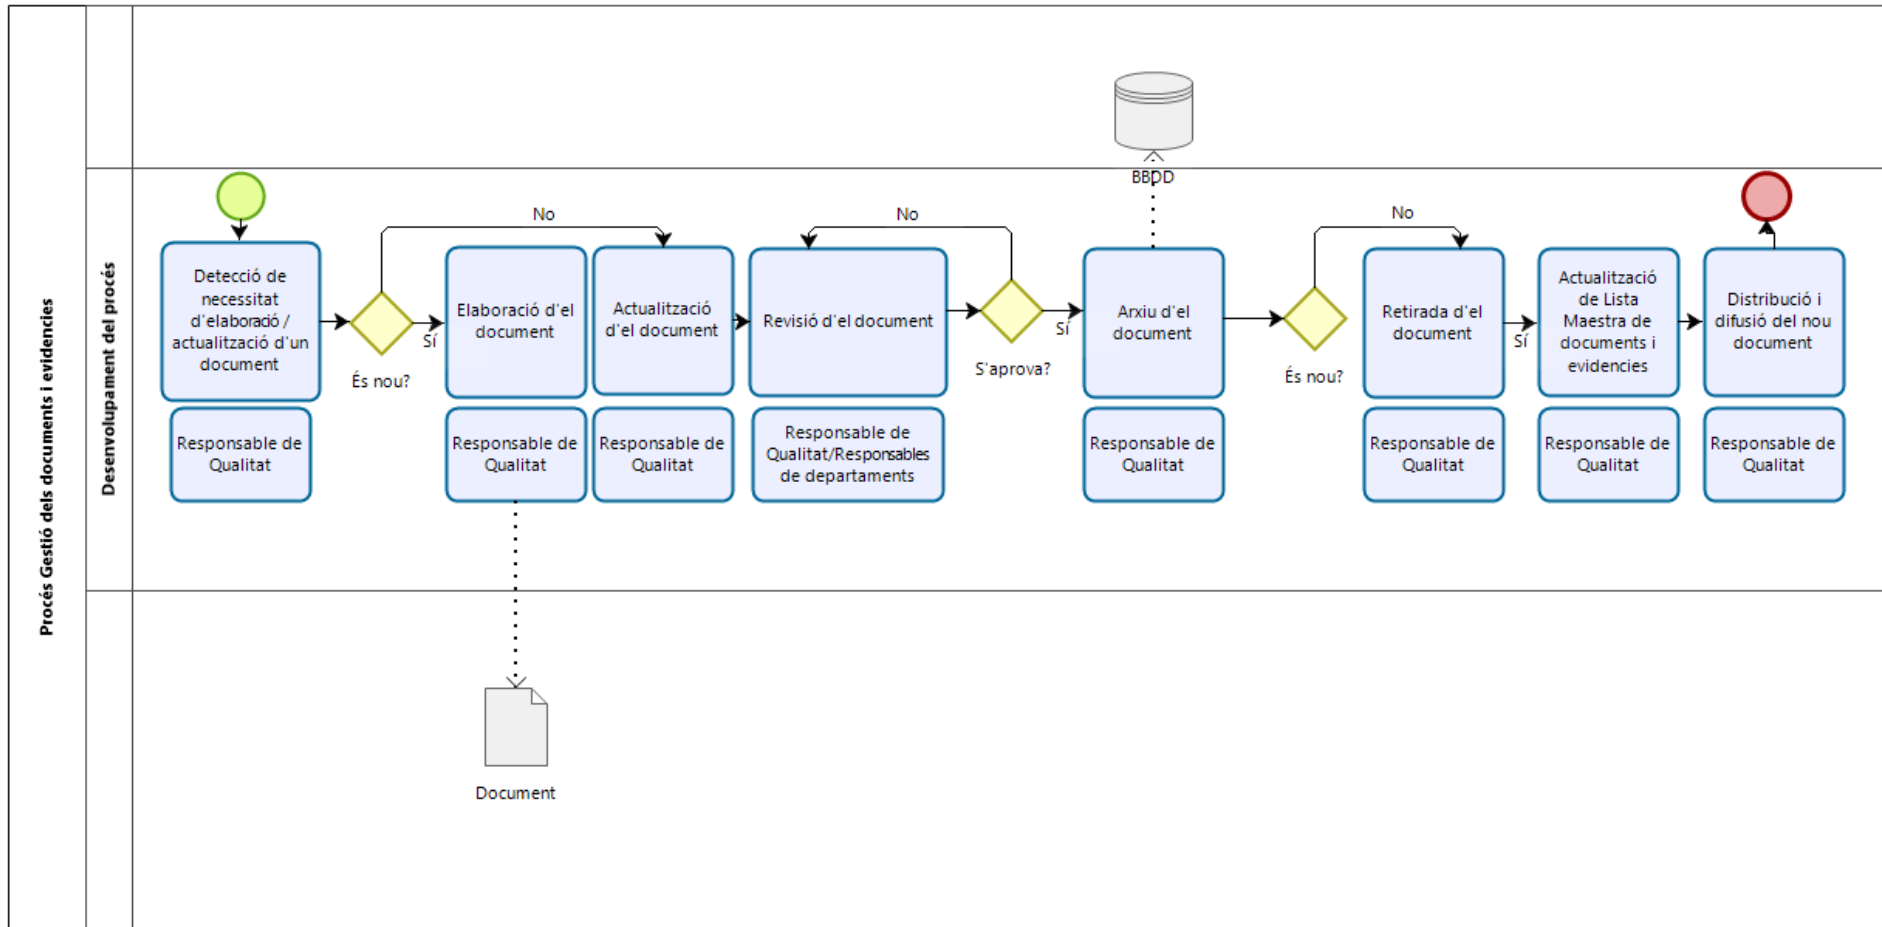 Procés Gestió dels documents i evidencies
Desenvolupament del procés
BBDD
No
No
No
Detecció de
necessitat
d'elaboració /
actualització d'un
document
És nou?
Sí
Elaboració d'el
document
Actualització
d'el document
Revisió d'el document
S'aprova?
Sí
Arxiu d'el
document
És nou?
Retirada d'el
document
Sí
Actualització
de Lista
Maestra de
documents i
evidencies
Distribució i
difusió del nou
document
Responsable de
Qualitat
Responsable de
Qualitat
Responsable de
Qualitat
Responsable de
Qualitat/Responsables
de departaments
Responsable de
Qualitat
Responsable de
Qualitat
Responsable de
Qualitat
Responsable de
Qualitat
Document